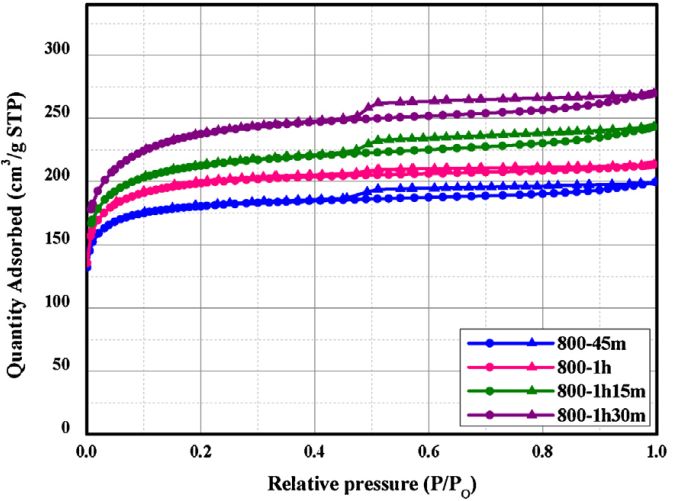 Quantity Adsorbed (cm³/g STP)
300
250
200
150
100
50
0
0.0 0.2 0.4 0.6 0.8 1.0
Relative pressure (P/P_O)
800-45m
800-1h
800-1h15m
800-1h30m